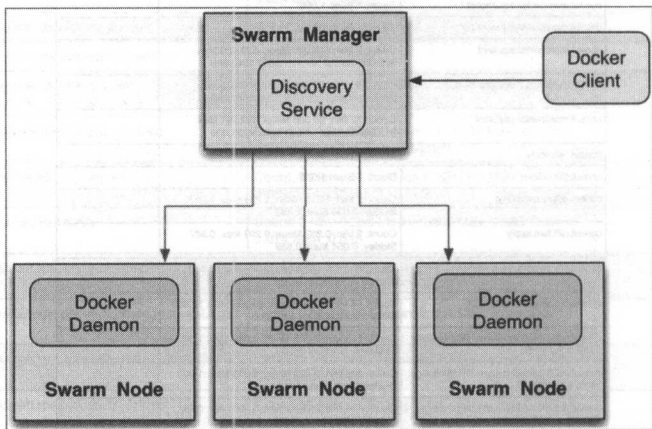 Swarm Manager
Discovery
Service
Docker
Client
Docker
Daemon
Swarm Node
Docker
Daemon
Swarm Node
Docker
Daemon
Swarm Node